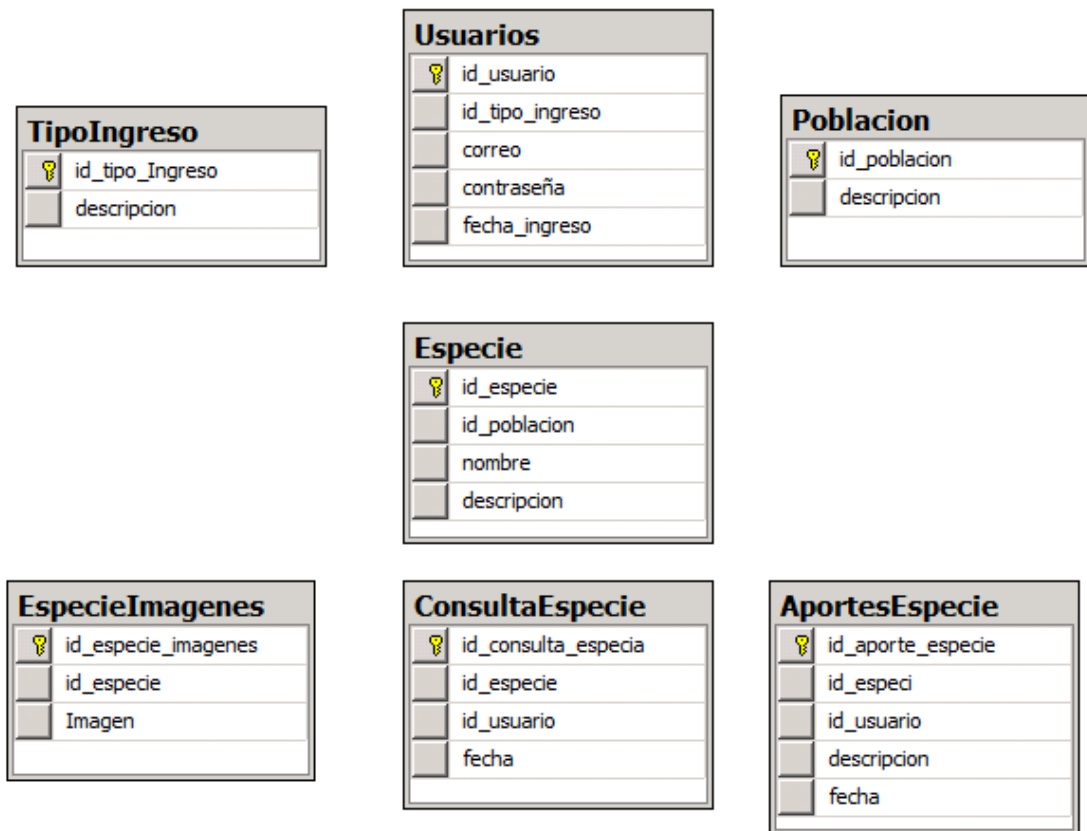 Usuarios
id_usuario
id_tipo_ingreso
correo
contraseña
fecha_ingreso
TipoIngreso
id_tipo_Ingreso
descripcion
Poblacion
id_poblacion
descripcion
Especie
id_especie
id_poblacion
nombre
descripcion
EspecieImagenes
id_especie_imagenes
id_especie
Imagen
ConsultaEspecie
id_consulta_especia
id_especie
id_usuario
fecha
AportesEspecie
id_aporte_especie
id_especi
id_usuario
descripcion
fecha